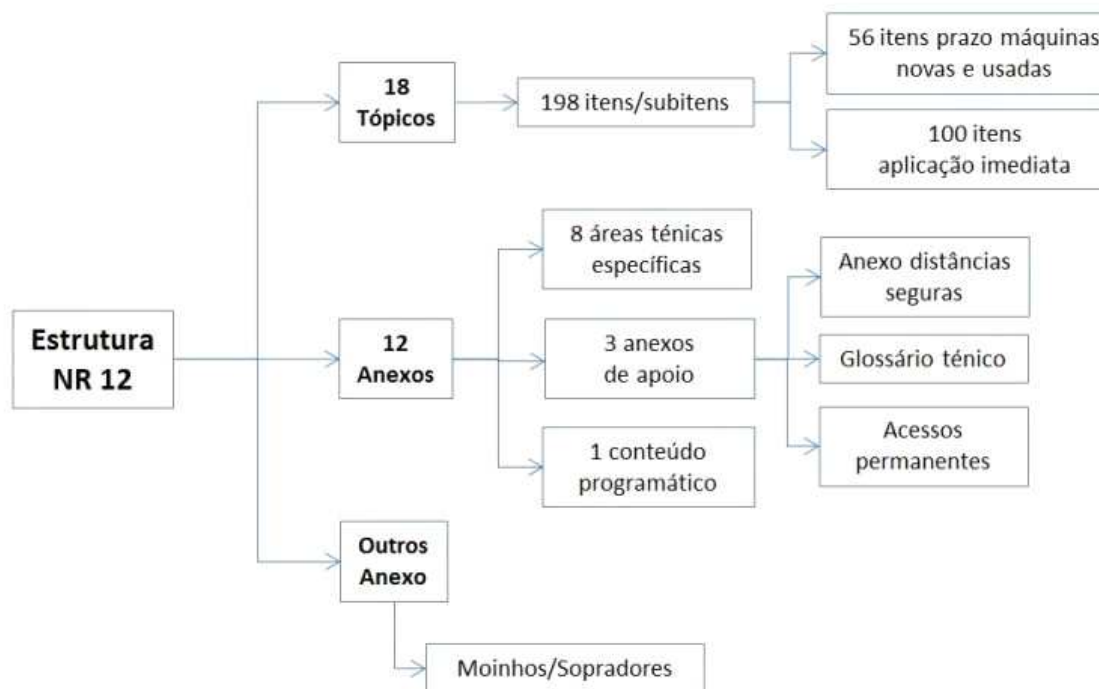 Estrutura
NR 12
18
Tópicos
198 itens/subitens
56 itens prazo máquinas
novas e usadas
100 itens
aplicação imediata
12
Anexos
8 áreas ténicas
específicas
3 anexos
de apoio
Anexo distâncias
seguras
Glossário ténico
Acessos
permanentes
1 conteúdo
programático
Outros
Anexo
Moinhos/Sopradores